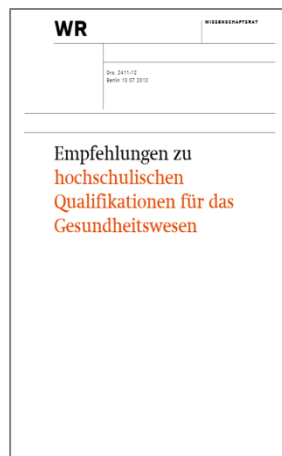 WR
WISSENSCHAFTSRAT
Drs. 2411-12
Berlin 13 07 2012
Empfehlungen zu
hochschulischen
Qualifikationen für das
Gesundheitswesen